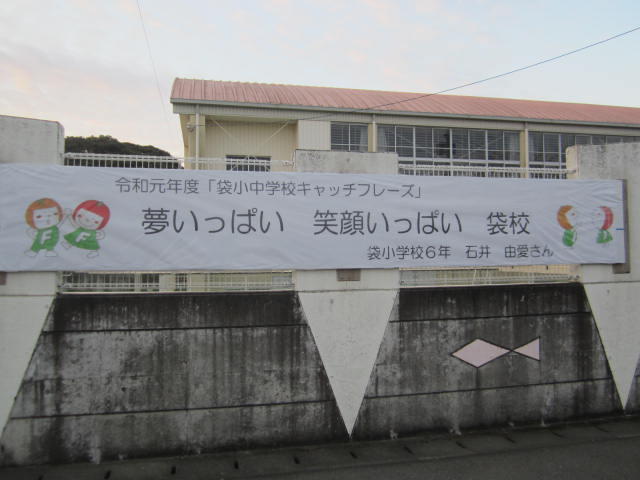 令和元年度「袋小中学校キャッチフレーズ」
夢いっぱい 笑顔いっぱい 袋校
袋小学校6年 石井 由愛さん